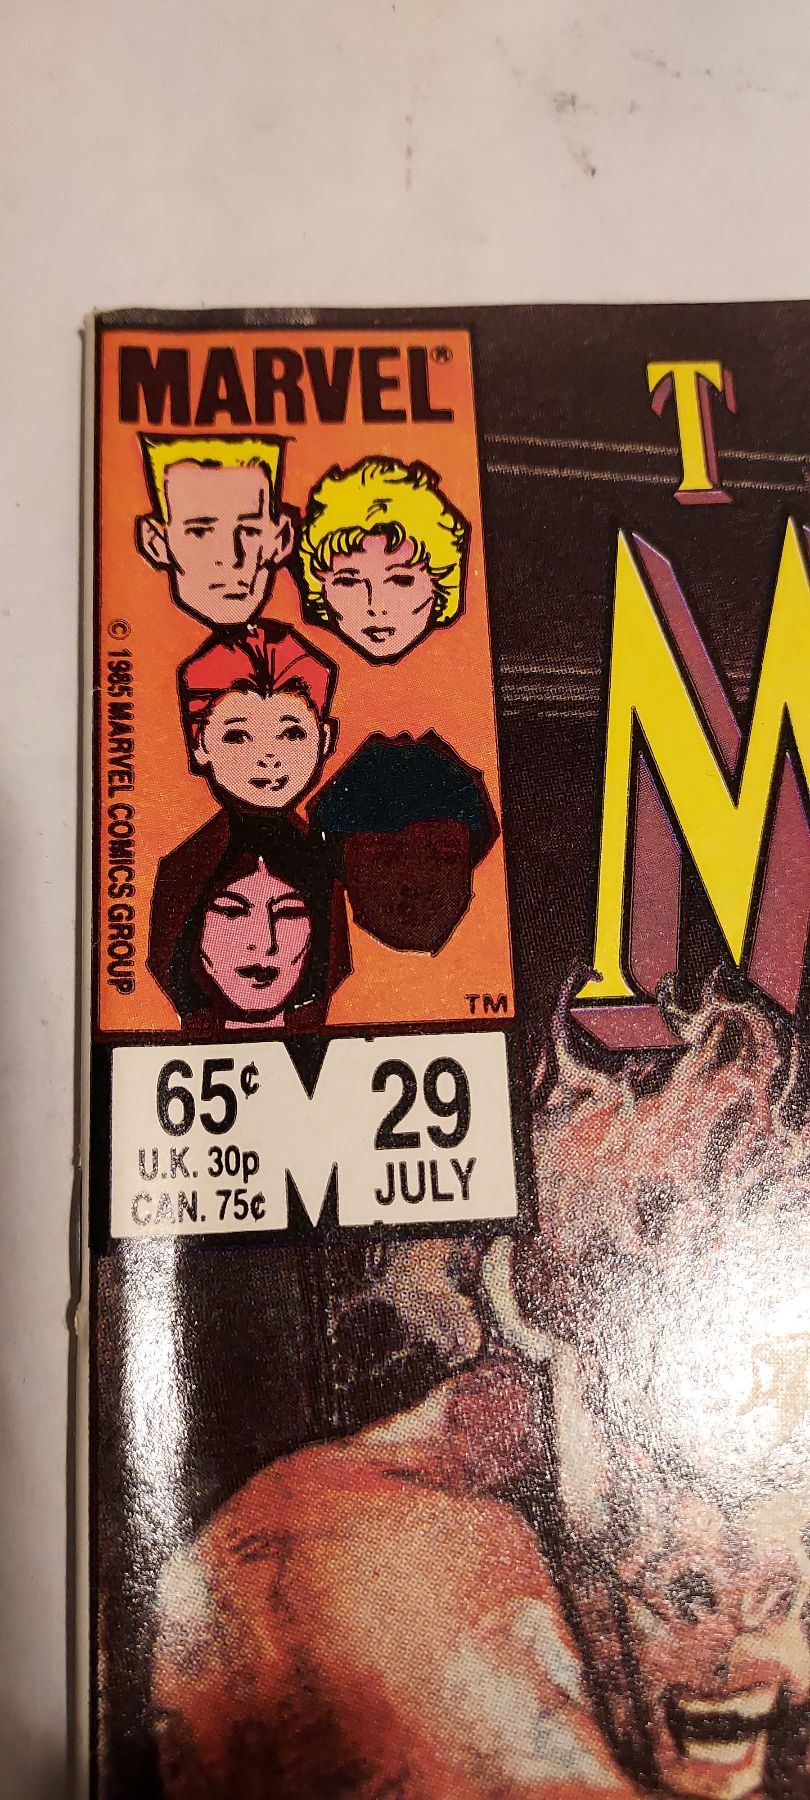 MARVEL®
T
M
© 1985 MARVEL COMICS GROUP
TM
65¢
U.K. 30p
CAN. 75¢
29
JULY